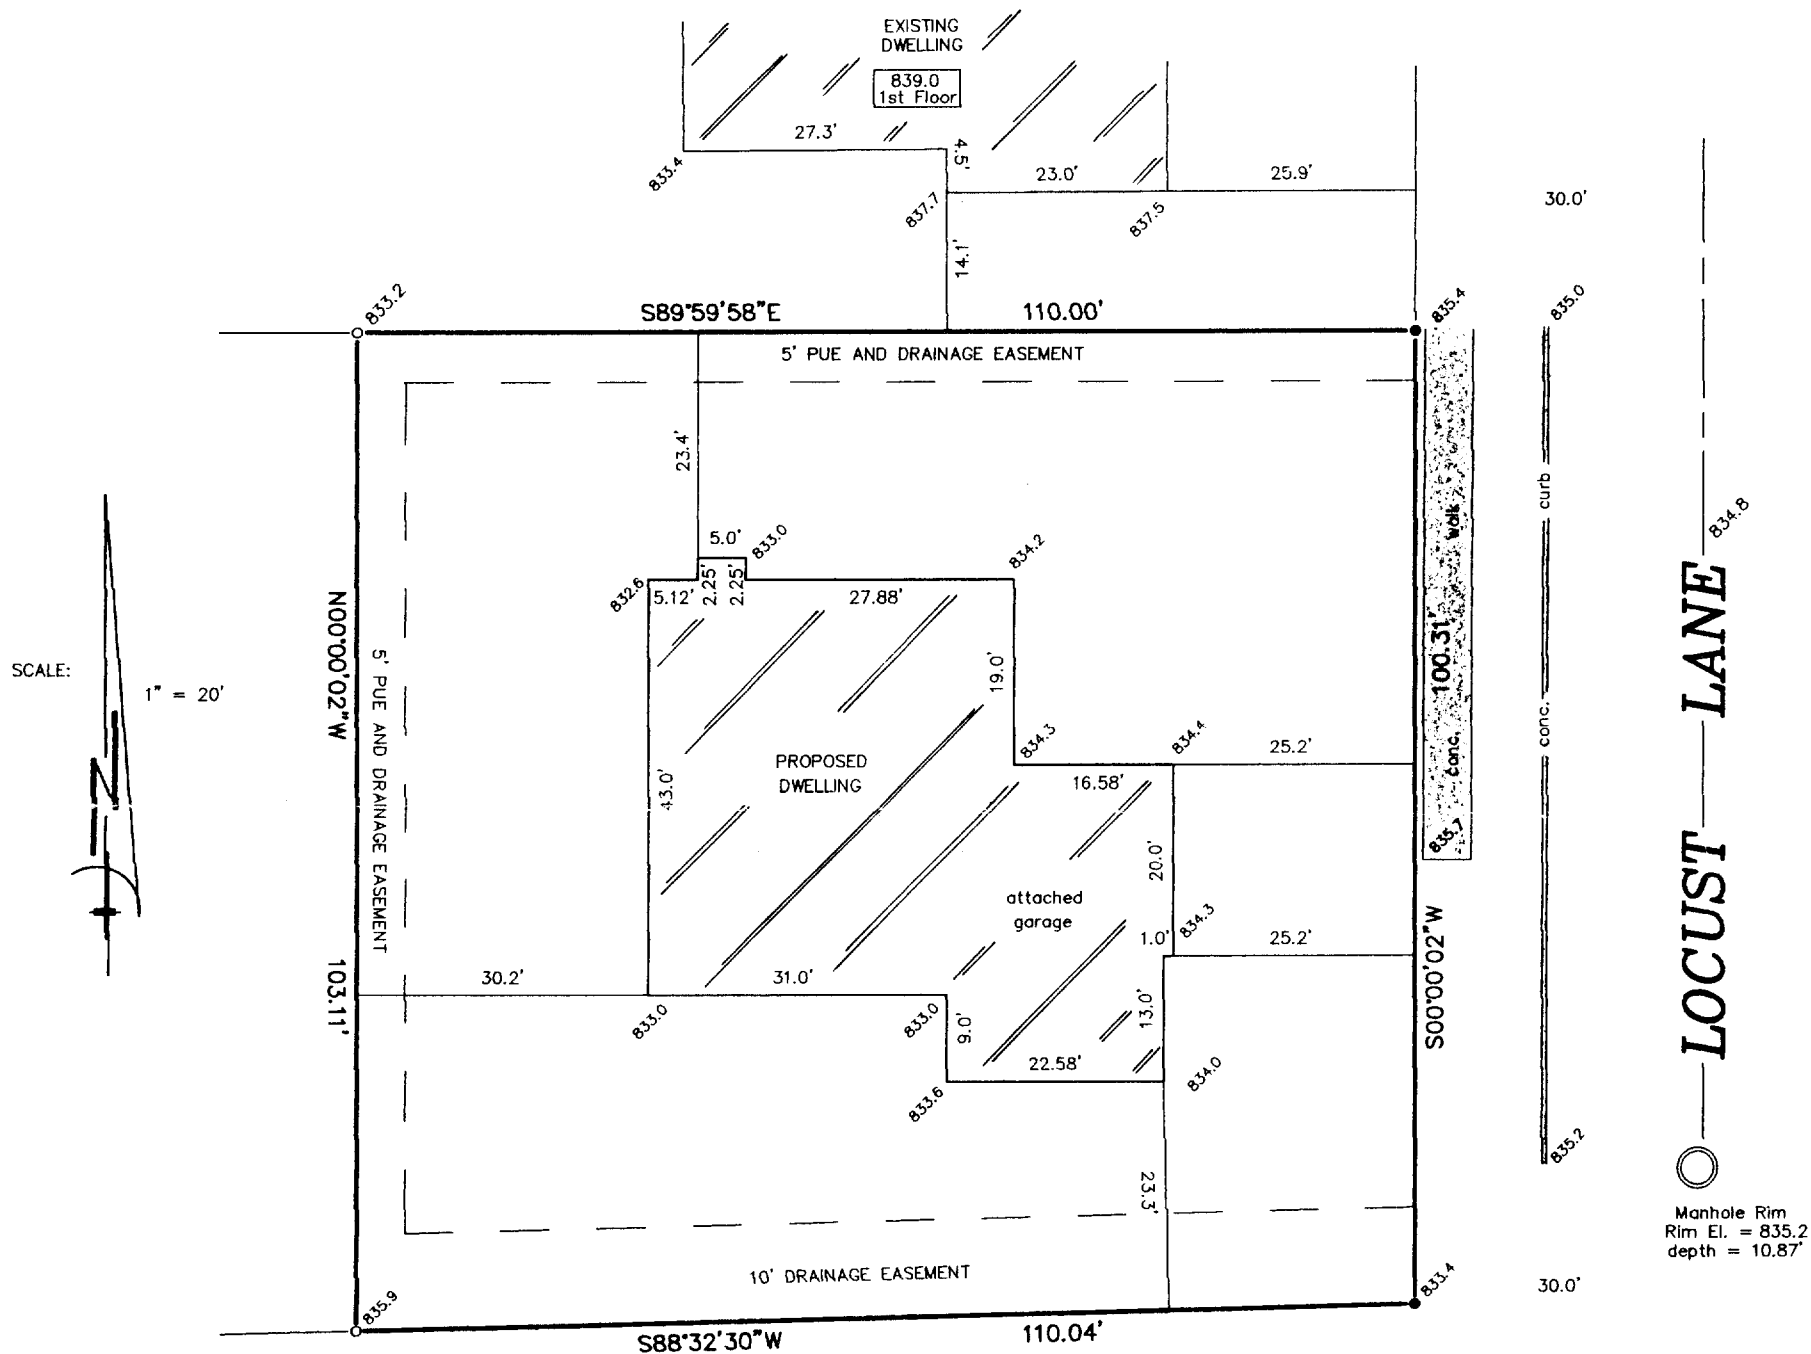 EXISTING
DWELLING
839.0
1st Floor
27.3'
4.5'
833.4
23.0'
25.9'
837.7
837.5
30.0'
14.1'
833.2
S89°59'58"E
110.00'
835.4
835.0
5' PUE AND DRAINAGE EASEMENT
23.4'
5.0'
833.0
834.2
832.6
5.12'
2.25'
2.25'
27.88'
19.0'
N00°00'02"W
103.11'
5' PUE AND DRAINAGE EASEMENT
SCALE:
1" = 20'
N
PROPOSED
DWELLING
43.0'
834.3
834.4
25.2'
16.58'
20.0'
attached
garage
1.0'
834.3
25.2'
30.2'
31.0'
833.0
833.0
9.0'
13.0'
22.58'
833.6
834.0
23.3'
conc. walk
100.31'
835.7
S00°00'02"W
curb
conc.
835.2
834.8
LOCUST LANE
Manhole Rim
Rim El. = 835.2
depth = 10.87'
30.0'
10' DRAINAGE EASEMENT
835.9
833.4
S88°32'30"W
110.04'